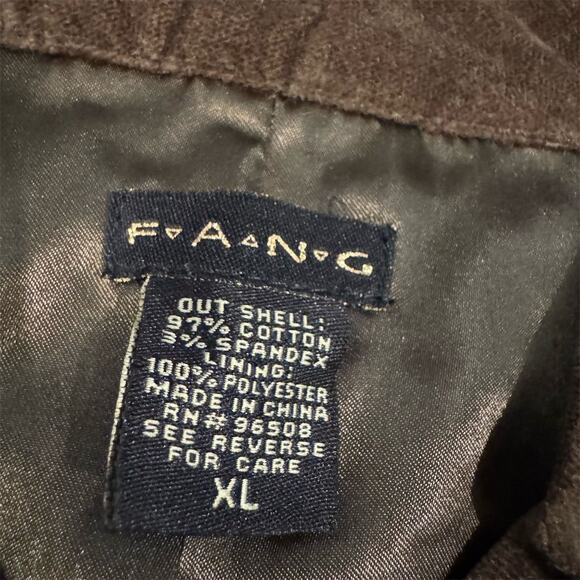 F▿A▵N▿G
OUT SHELL:
97% COTTON
3% SPANDEX
LINING:
100% POLYESTER
MADE IN CHINA
RN# 96508
SEE REVERSE
FOR CARE
XL